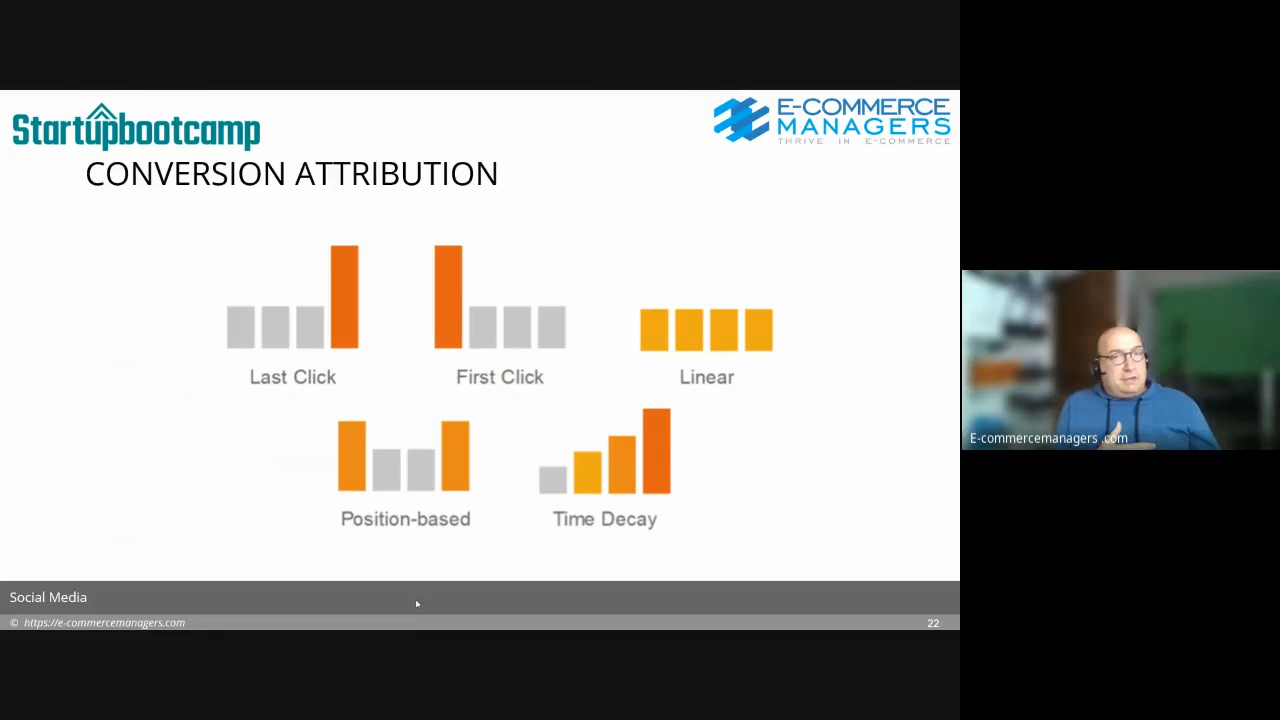 Startupbootcamp
E-COMMERCE
MANAGERS
THRIVE IN E-COMMERCE
CONVERSION ATTRIBUTION
Last Click
First Click
Linear
Position-based
Time Decay
E-commercemanagers .com
Social Media
© https://e-commercemanagers.com
22